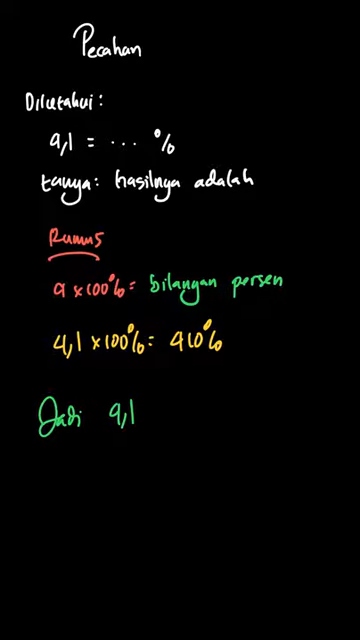 Pecahan
Diketahui:
9,1 = ... %
tanya: hasilnya adalah
Rumus
a x 100% = bilangan persen
9,1 x 100% = 910%
Jadi 9,1